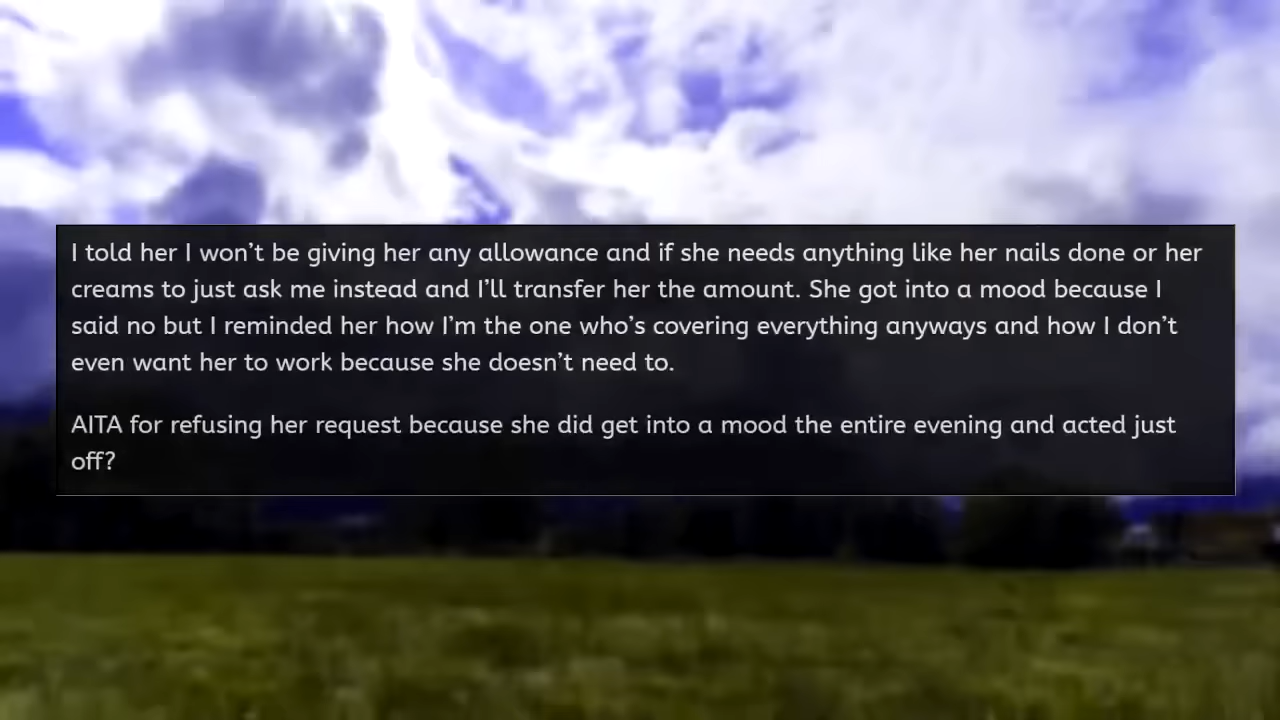 I told her I won’t be giving her any allowance and if she needs anything like her nails done or her
creams to just ask me instead and I’ll transfer her the amount. She got into a mood because I
said no but I reminded her how I’m the one who’s covering everything anyways and how I don’t
even want her to work because she doesn’t need to.
AITA for refusing her request because she did get into a mood the entire evening and acted just
off?